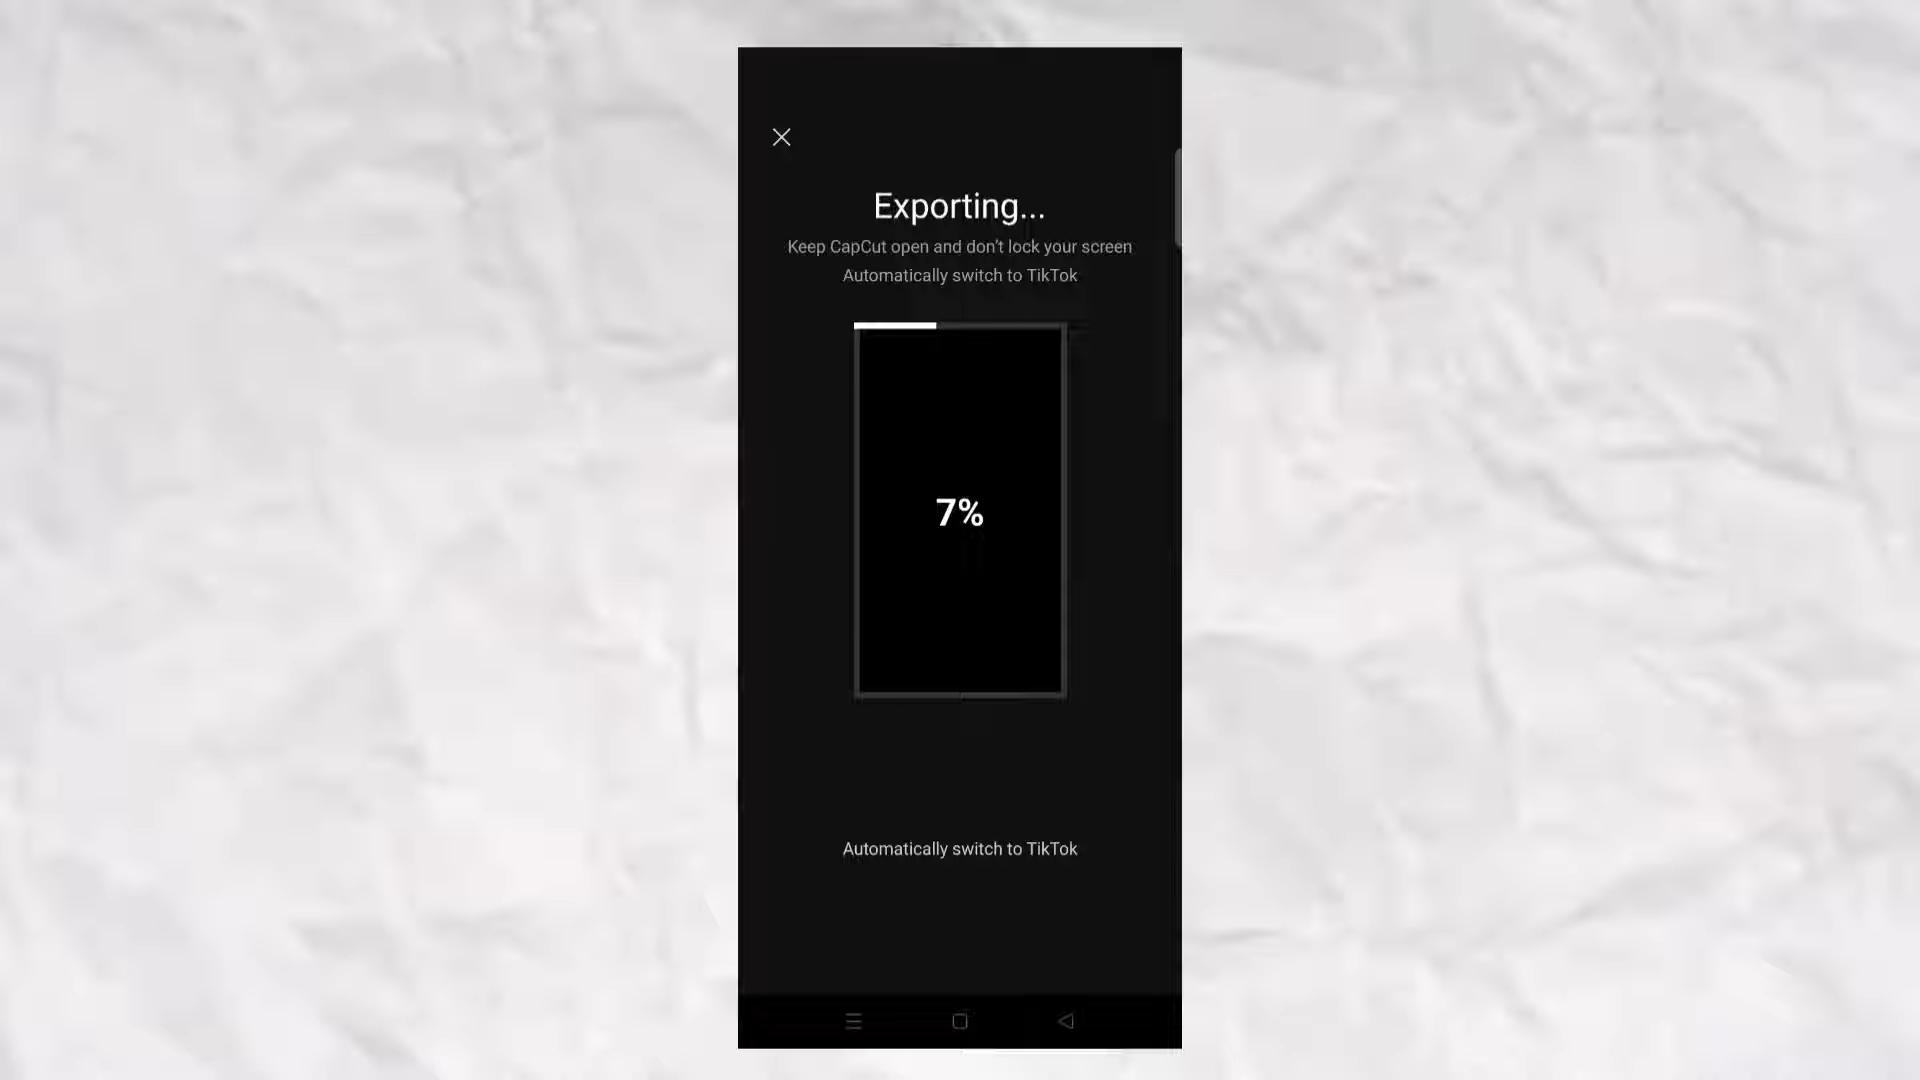 Exporting...
Keep CapCut open and don't lock your screen
Automatically switch to TikTok
7%
Automatically switch to TikTok